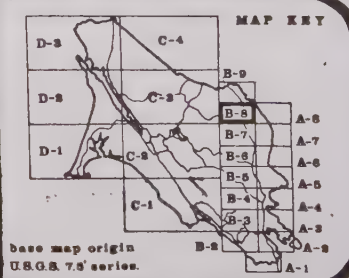 MAP KEY
D-3
C-4
B-9
D-2
C-3
B-8
A-8
B-7
A-7
D-1
B-6
A-6
C-2
B-5
A-5
B-4
A-4
C-1
B-3
A-3
B-2
A-2
A-1
base map origin
U.S.G.S. 7.5' series.